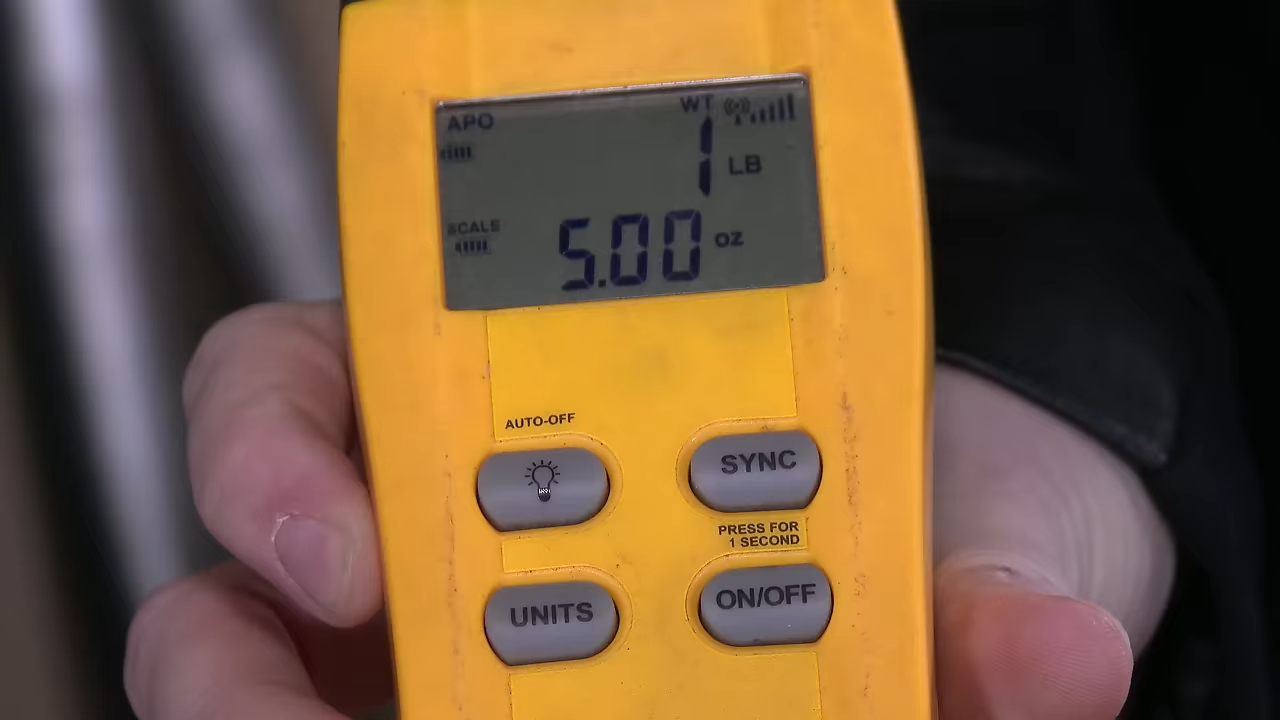 APO
WT
1 LB
SCALE
5.00 oz
AUTO-OFF
SYNC
PRESS FOR
1 SECOND
UNITS
ON/OFF